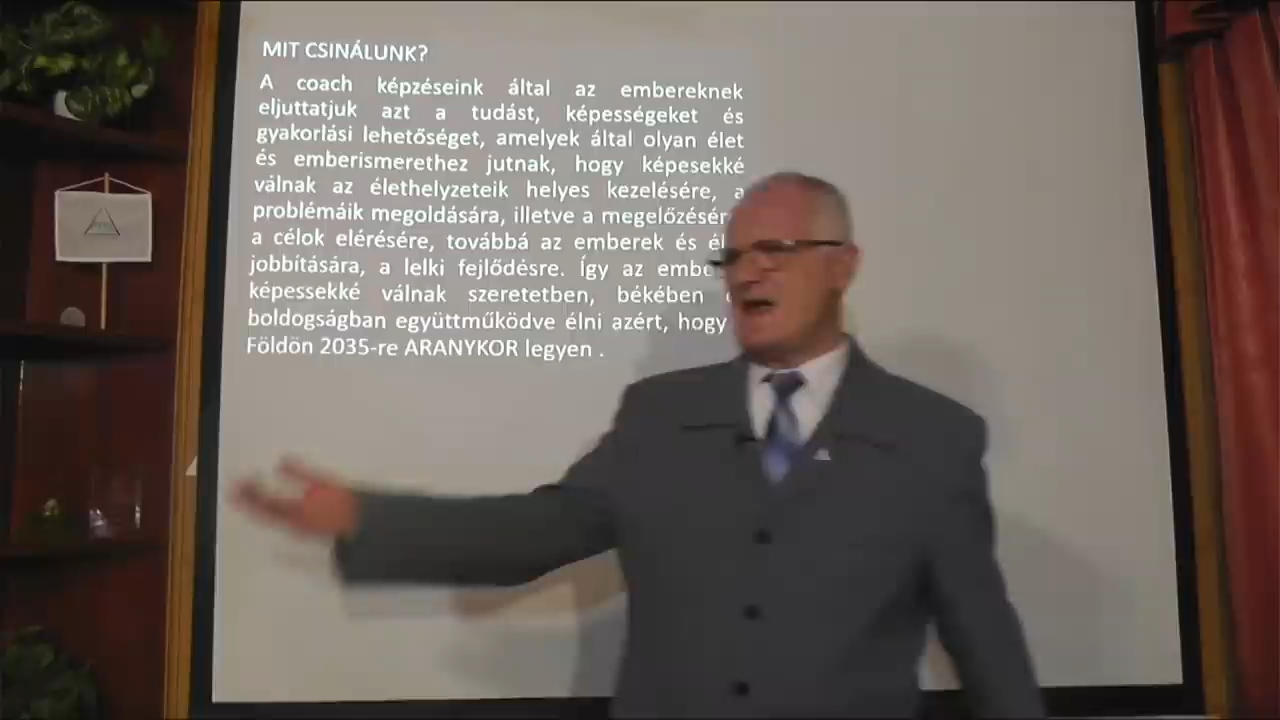 MIT CSINÁLUNK?
A coach képzéseink által az embereknek
eljuttatjuk azt a tudást, képességeket és
gyakorlási lehetőséget, amelyek által olyan élet
és emberismerethez jutnak, hogy képesekké
válnak az élethelyzeteik helyes kezelésére, a
problémáik megoldására, illetve a
a célok elérésére, továbbá az emberek és
jobbítására, a lelki fejlődésre. Így az
képessekké válnak szeretetben, békében
boldogságban együttműködve élni azért, hogy
Földön 2035-re ARANYKOR legyen .